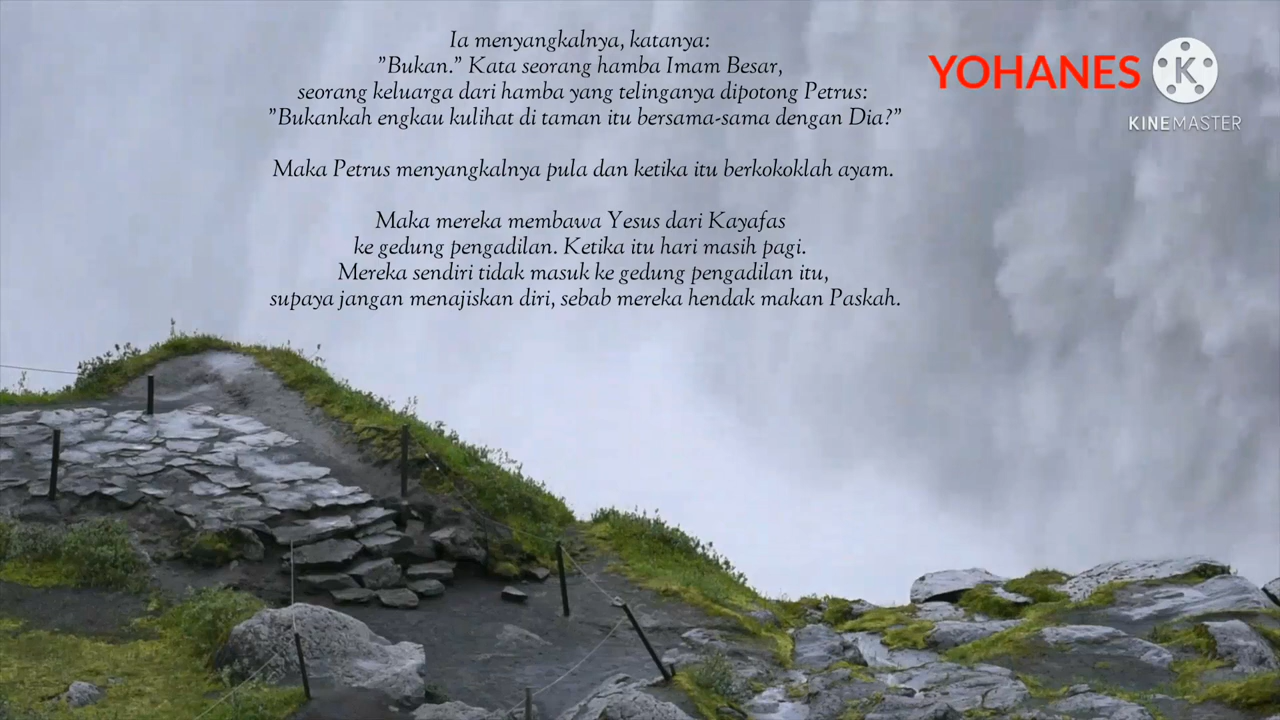 Ia menyangkalnya, katanya:
"Bukan." Kata seorang hamba Imam Besar,
seorang keluarga dari hamba yang telinganya dipotong Petrus:
"Bukankah engkau kulihat di taman itu bersama-sama dengan Dia?"
Maka Petrus menyangkalnya pula dan ketika itu berkokoklah ayam.
Maka mereka membawa Yesus dari Kayafas
ke gedung pengadilan. Ketika itu hari masih pagi.
Mereka sendiri tidak masuk ke gedung pengadilan itu,
supaya jangan menajiskan diri, sebab mereka hendak makan Paskah.
YOHANES
K
KINEMASTER